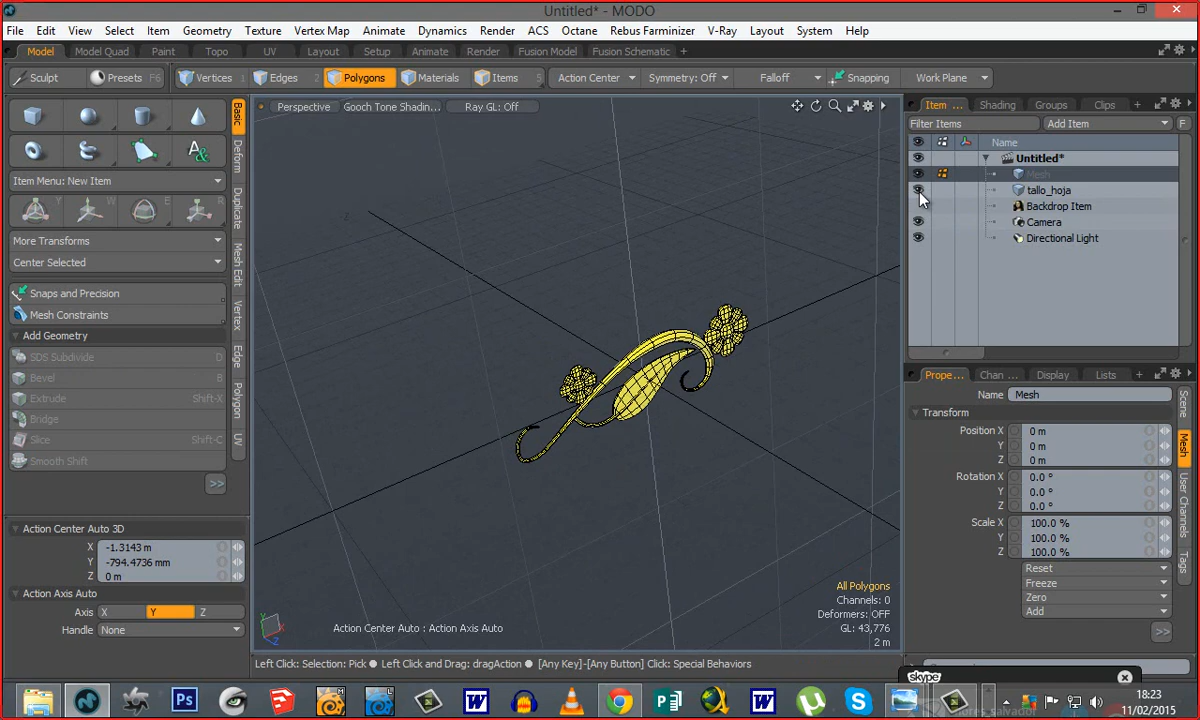 Untitled* - MODO
File Edit View Select Item Geometry Texture Vertex Map Animate Dynamics Render ACS Octane Rebus Farminizer V-Ray Layout System Help
Model Model Quad Paint Topo UV Layout Setup Animate Render Fusion Model Fusion Schematic +
Sculpt Presets F6 Vertices 1 Edges 2 Polygons Materials Items 5 Action Center Symmetry: Off Falloff Snapping Work Plane
Basic
Deform
Duplicate
Mesh Edit
Vertex
Edge
Polygon
UV
Item Menu: New Item
More Transforms
Center Selected
Snaps and Precision
Mesh Constraints
Add Geometry
SDS Subdivide D
Bevel B
Extrude Shift-X
Bridge
Slice Shift-C
Smooth Shift
>>
Action Center Auto 3D
X -1.3143 m
Y -794.4736 mm
Z 0 m
Action Axis Auto
Axis X Y Z
Handle None
Perspective Gooch Tone Shadin... Ray GL: Off
All Polygons
Channels: 0
Deformers: OFF
GL: 43,776
2 m
Action Center Auto : Action Axis Auto
Left Click: Selection: Pick ● Left Click and Drag: dragAction ● [Any Key]-[Any Button] Click: Special Behaviors
Item ... Shading Groups Clips +
Filter Items Add Item F
Name
Untitled*
Mesh
tallo_hoja
Backdrop Item
Camera
Directional Light
Prope... Chan ... Display Lists +
Name Mesh
Transform
Position X 0 m
Y 0 m
Z 0 m
Rotation X 0.0 °
Y 0.0 °
Z 0.0 °
Scale X 100.0 %
Y 100.0 %
Z 100.0 %
Reset
Freeze
Zero
Add
>>
Scene
Mesh
User Channels
Tags
skype
18:23
11/02/2015